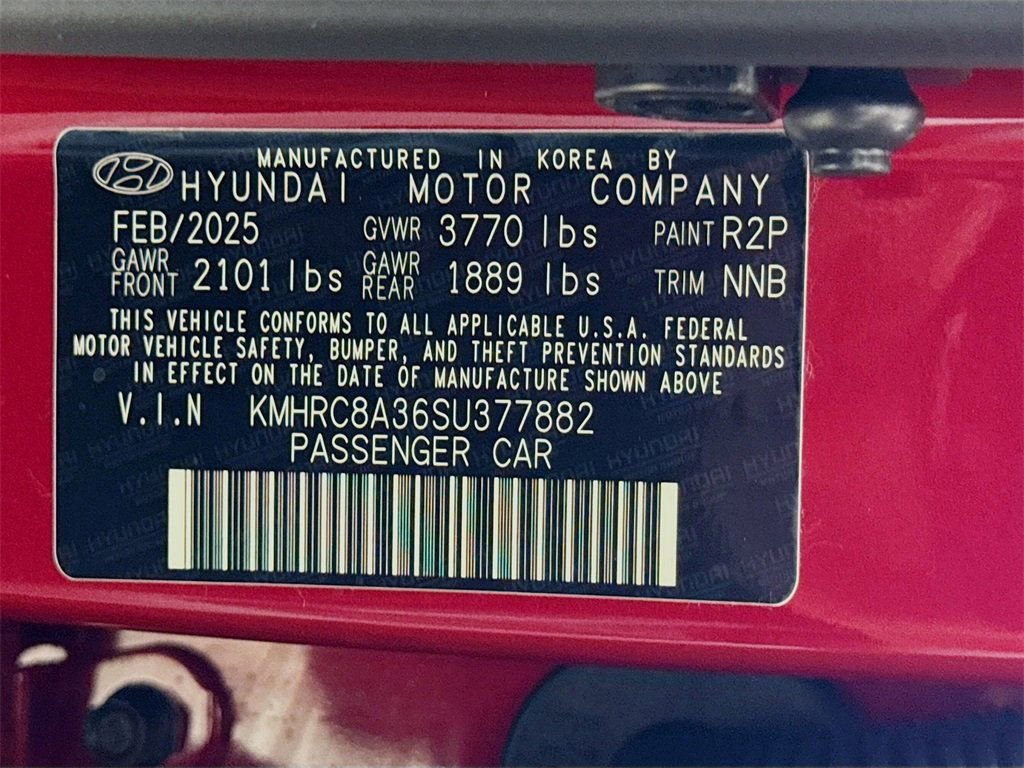 MANUFACTURED IN KOREA BY
HYUNDAI MOTOR COMPANY
FEB/2025 GVWR 3770 lbs PAINT R2P
GAWR FRONT 2101 lbs GAWR REAR 1889 lbs TRIM NNB
THIS VEHICLE CONFORMS TO ALL APPLICABLE U.S.A. FEDERAL
MOTOR VEHICLE SAFETY, BUMPER, AND THEFT PREVENTION STANDARDS
IN EFFECT ON THE DATE OF MANUFACTURE SHOWN ABOVE
V.I.N KMHRC8A36SU377882
PASSENGER CAR